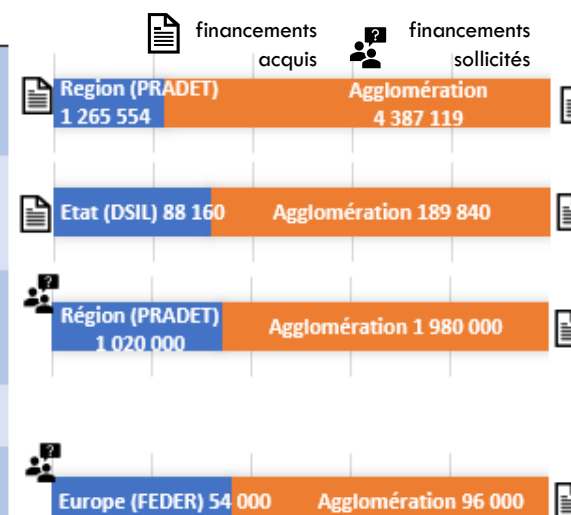 financements
acquis
financements
sollicités
Region (PRADET)
1 265 554
Agglomération
4 387 119
Etat (DSIL) 88 160
Agglomération 189 840
Région (PRADET)
1 020 000
Agglomération 1 980 000
Europe (FEDER) 54 000
Agglomération 96 000